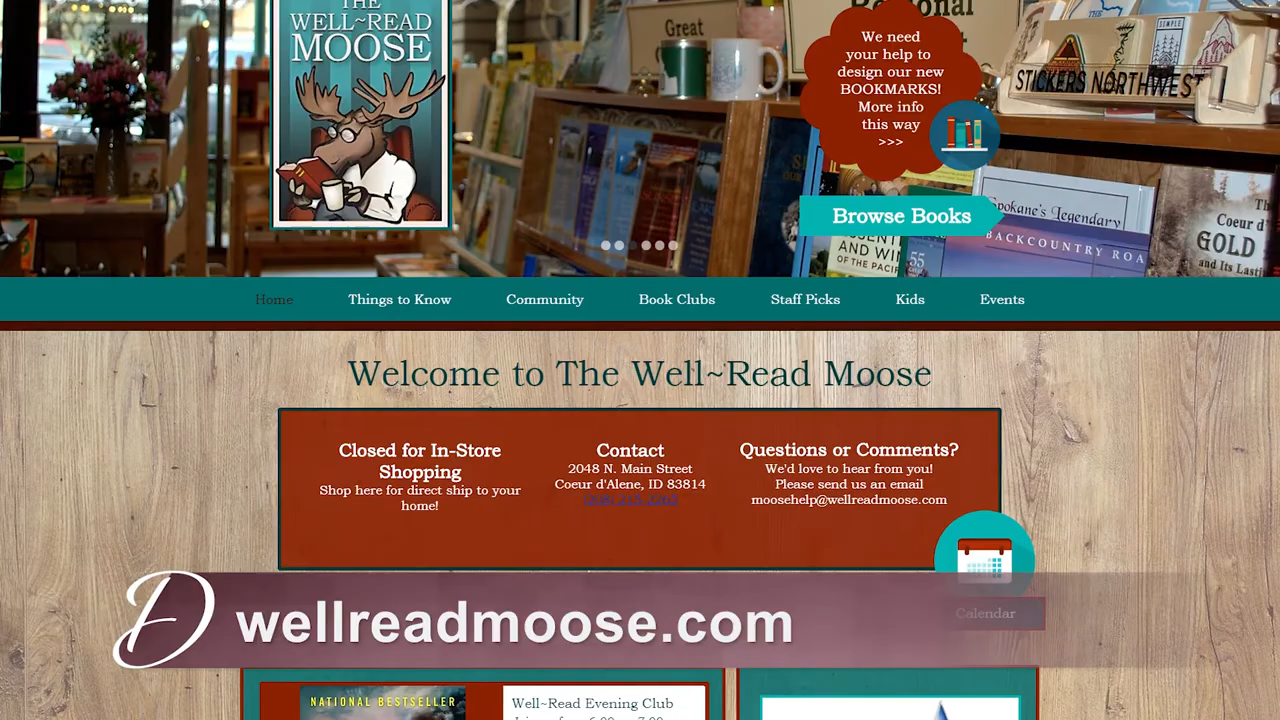 THE
WELL~READ
MOOSE
Great
We need
your help to
design our new
BOOKMARKS!
More info
this way
>>>
STICKERS NORTHWEST
SIMPLE
Browse Books
Spokane's Legendary
BACKCOUNTRY ROA
55
AND WIN
OF THE PACIF
Coeur d'
GOLD
and Its Last
Home
Things to Know
Community
Book Clubs
Staff Picks
Kids
Events
Welcome to The Well~Read Moose
Closed for In-Store
Shopping
Shop here for direct ship to your
home!
Contact
2048 N. Main Street
Coeur d'Alene, ID 83814
Questions or Comments?
We'd love to hear from you!
Please send us an email
moosehelp@wellreadmoose.com
Calendar
D wellreadmoose.com
NATIONAL BESTSELLER
Well~Read Evening Club